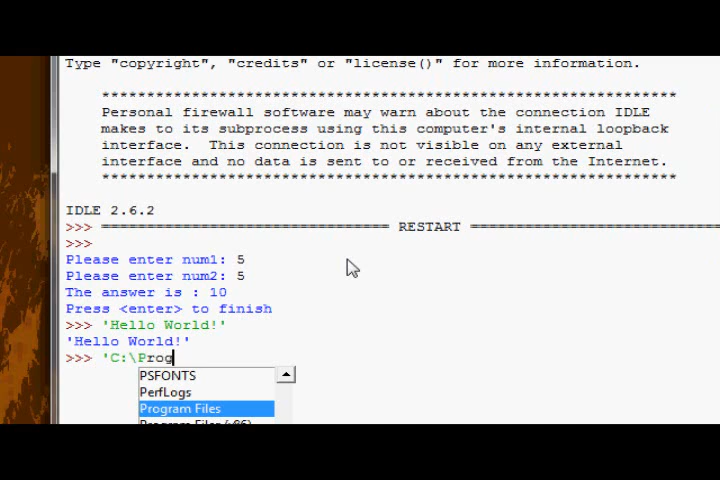 Type "copyright", "credits" or "license()" for more information.
****************************************************************
Personal firewall software may warn about the connection IDLE
makes to its subprocess using this computer's internal loopback
interface.  This connection is not visible on any external
interface and no data is sent to or received from the Internet.
****************************************************************
IDLE 2.6.2
>>> ================================ RESTART ================================
>>>
Please enter num1: 5
Please enter num2: 5
The answer is : 10
Press <enter> to finish
>>> 'Hello World!'
'Hello World!'
>>> 'C:\Prog
PSFONTS
PerfLogs
Program Files
Program Files (x86)